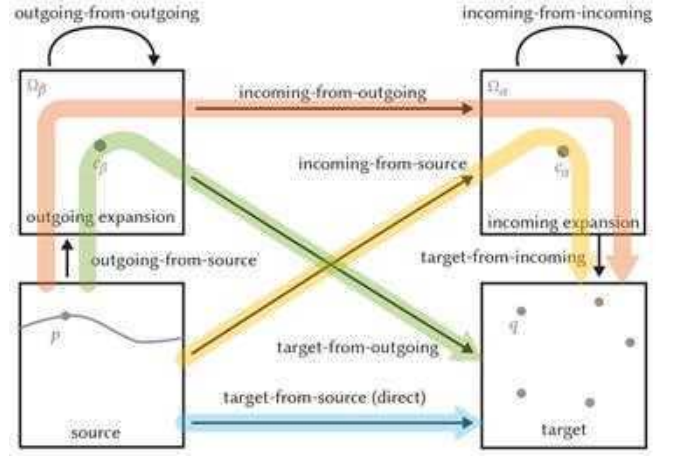 outgoing-from-outgoing
incoming-from-incoming
Ωβ
incoming-from-outgoing
Ωα
cβ
incoming-from-source
cα
outgoing expansion
incoming expansion
outgoing-from-source
target-from-incoming
p
q
target-from-outgoing
target-from-source (direct)
source
target